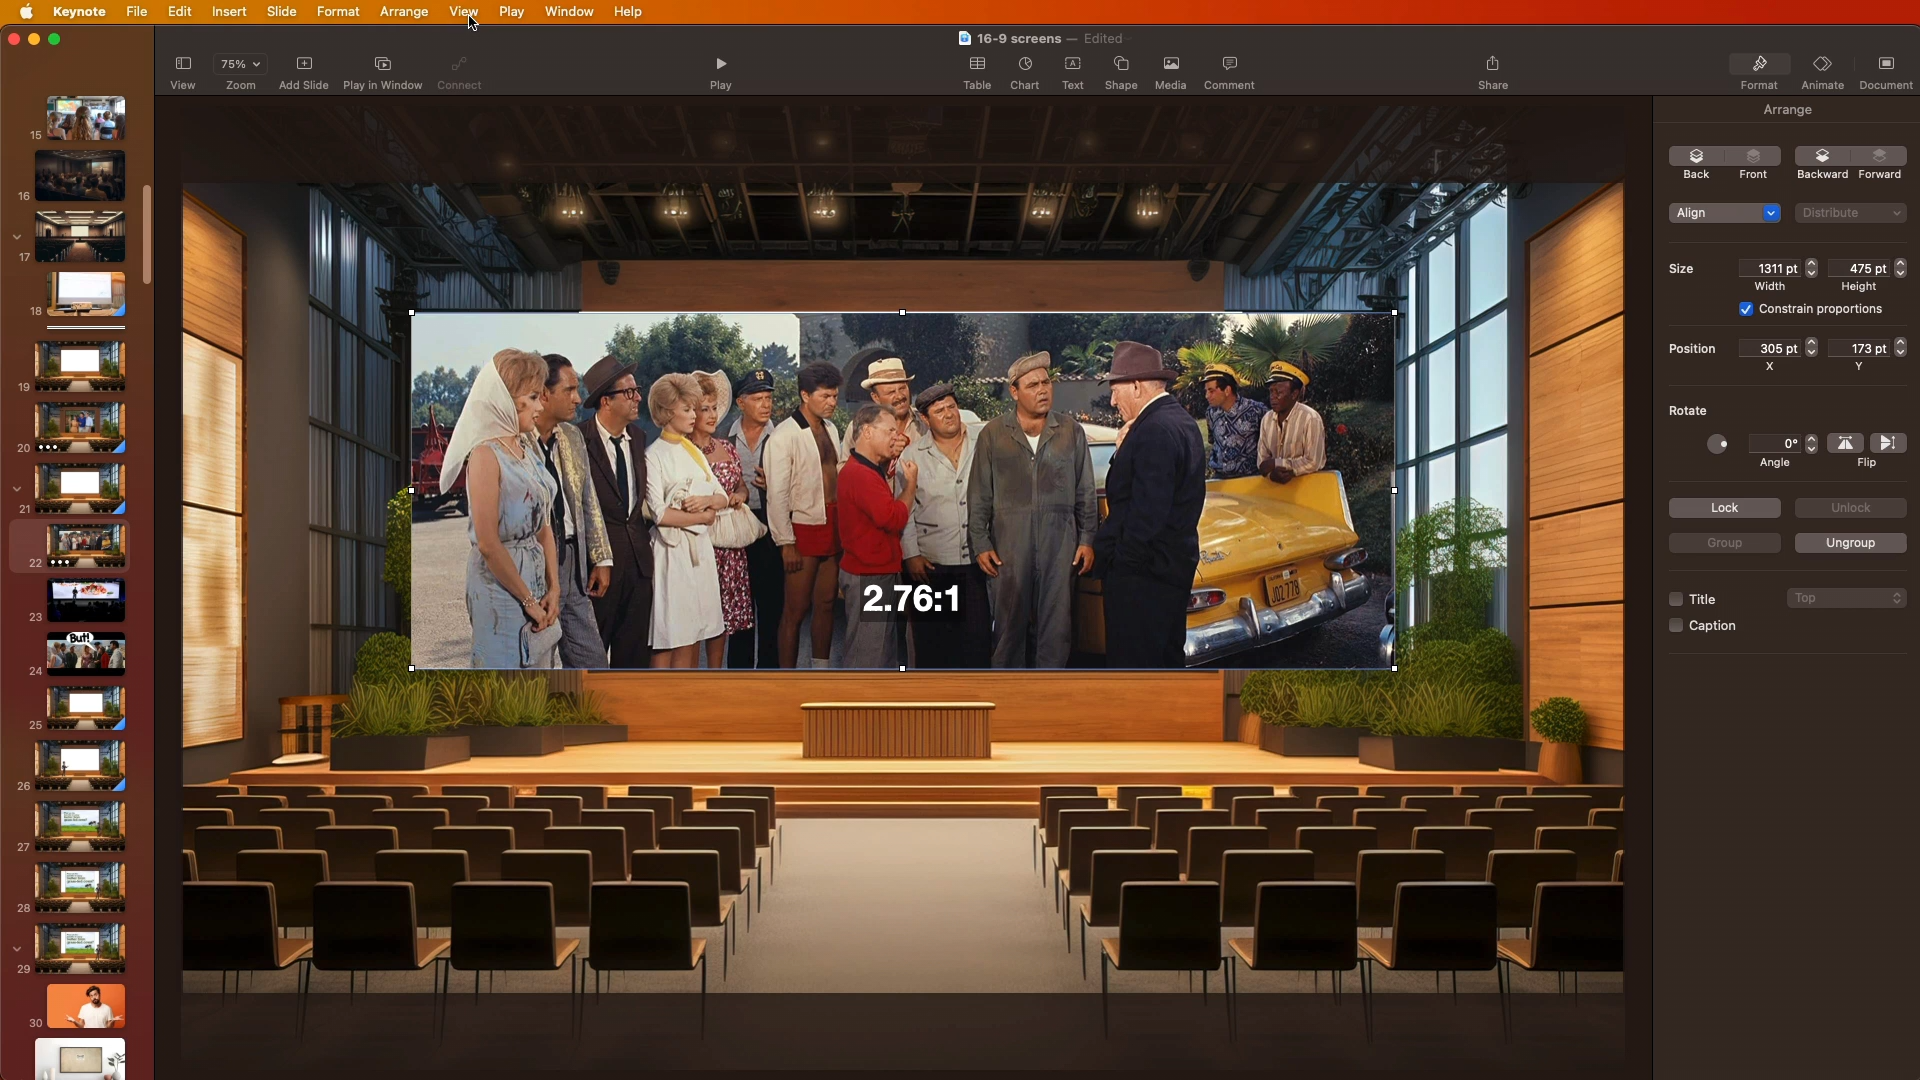 Keynote File Edit Insert Slide Format Arrange View Play Window Help
16-9 screens — Edited
75%
View Zoom Add Slide Play in Window Connect Play Table Chart Text Shape Media Comment Share Format Animate Document
Arrange
Back Front Backward Forward
Align Distribute
Size 1311 pt 475 pt
Width Height
Constrain proportions
Position 305 pt 173 pt
X Y
Rotate
0°
Angle Flip
Lock Unlock
Group Ungroup
Title Top
Caption
15
16
17
18
19
20
21
22
23
But!
24
25
26
27
28
29
30
2.76:1